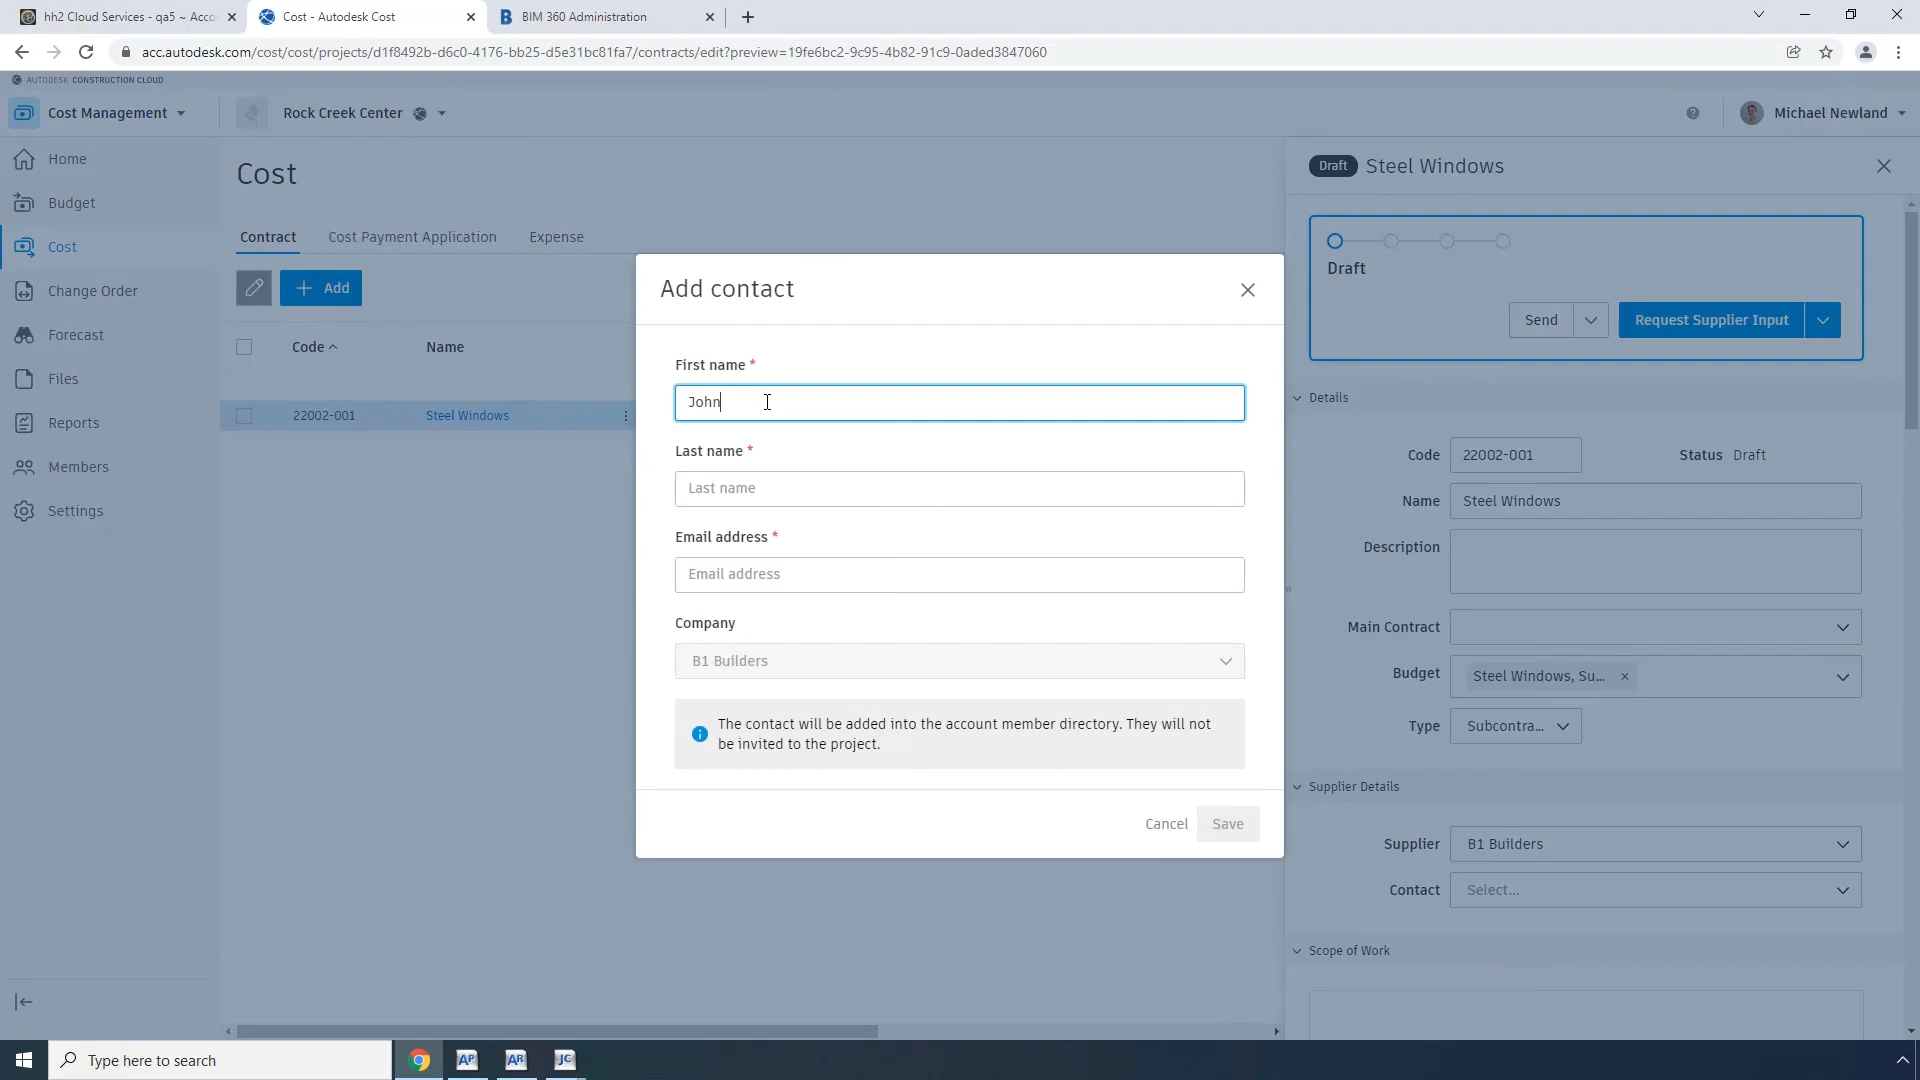 hh2 Cloud Services - qa5 ~ Acco
Cost - Autodesk Cost
BIM 360 Administration
acc.autodesk.com/cost/cost/projects/d1f8492b-d6c0-4176-bb25-d5e31bc81fa7/contracts/edit?preview=19fe6bc2-9c95-4b82-91c9-0aded3847060
AUTODESK CONSTRUCTION CLOUD
Cost Management
Rock Creek Center
Michael Newland
Home
Budget
Cost
Change Order
Forecast
Files
Reports
Members
Settings
Cost
Contract
Cost Payment Application
Expense
Add
Code
Name
22002-001
Steel Windows
Add contact
First name *
John
Last name *
Last name
Email address *
Email address
Company
B1 Builders
The contact will be added into the account member directory. They will not
be invited to the project.
Cancel
Save
Draft
Steel Windows
Draft
Send
Request Supplier Input
Details
Code
22002-001
Status
Draft
Name
Steel Windows
Description
Main Contract
Budget
Steel Windows, Su...
Type
Subcontra...
Supplier Details
Supplier
B1 Builders
Contact
Select...
Scope of Work
Type here to search
AP
AR
JC